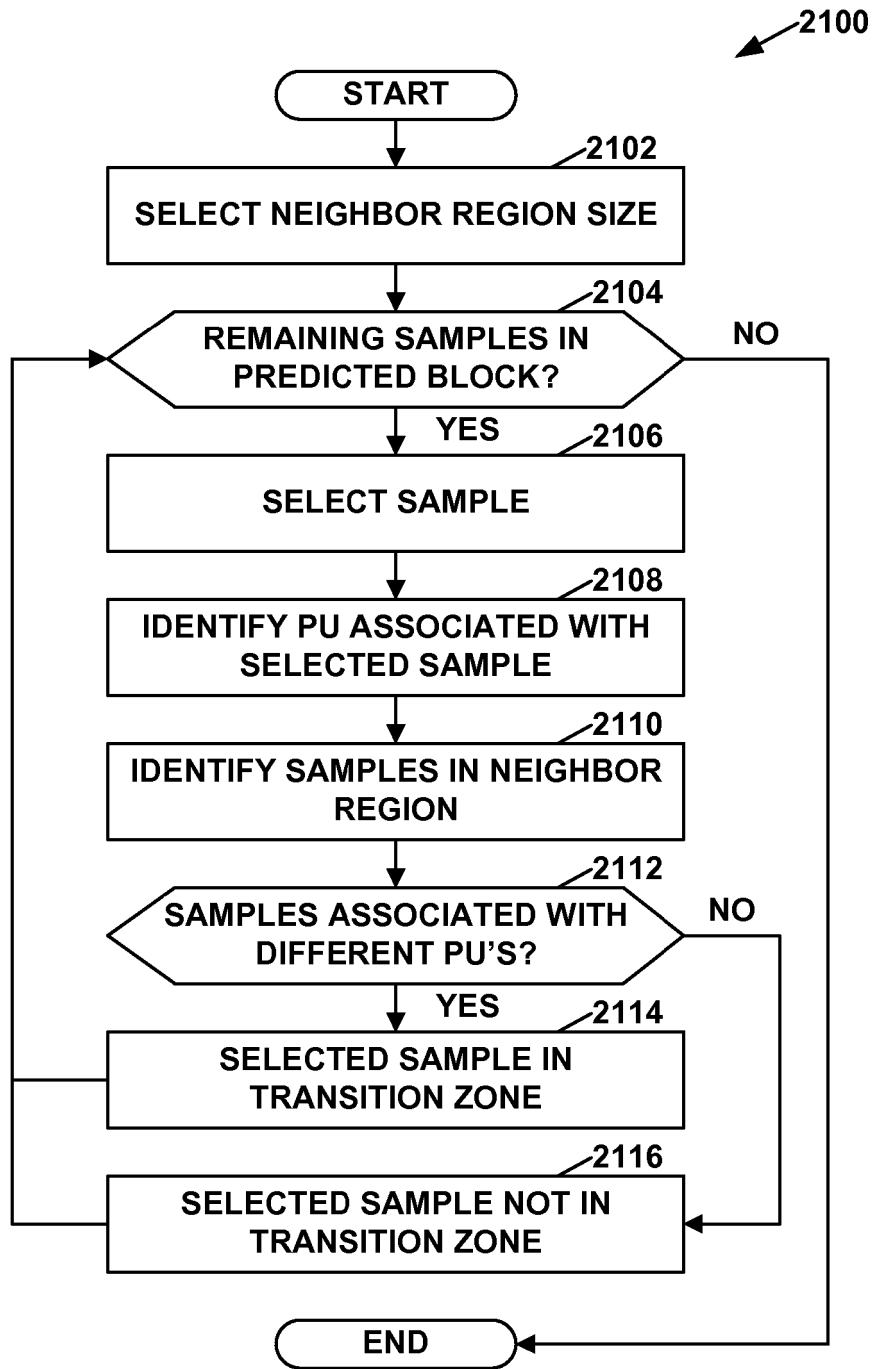 2100
START
2102
SELECT NEIGHBOR REGION SIZE
2104
REMAINING SAMPLES IN
PREDICTED BLOCK?
NO
YES
2106
SELECT SAMPLE
2108
IDENTIFY PU ASSOCIATED WITH
SELECTED SAMPLE
2110
IDENTIFY SAMPLES IN NEIGHBOR
REGION
2112
SAMPLES ASSOCIATED WITH
DIFFERENT PU'S?
NO
YES
2114
SELECTED SAMPLE IN
TRANSITION ZONE
2116
SELECTED SAMPLE NOT IN
TRANSITION ZONE
END